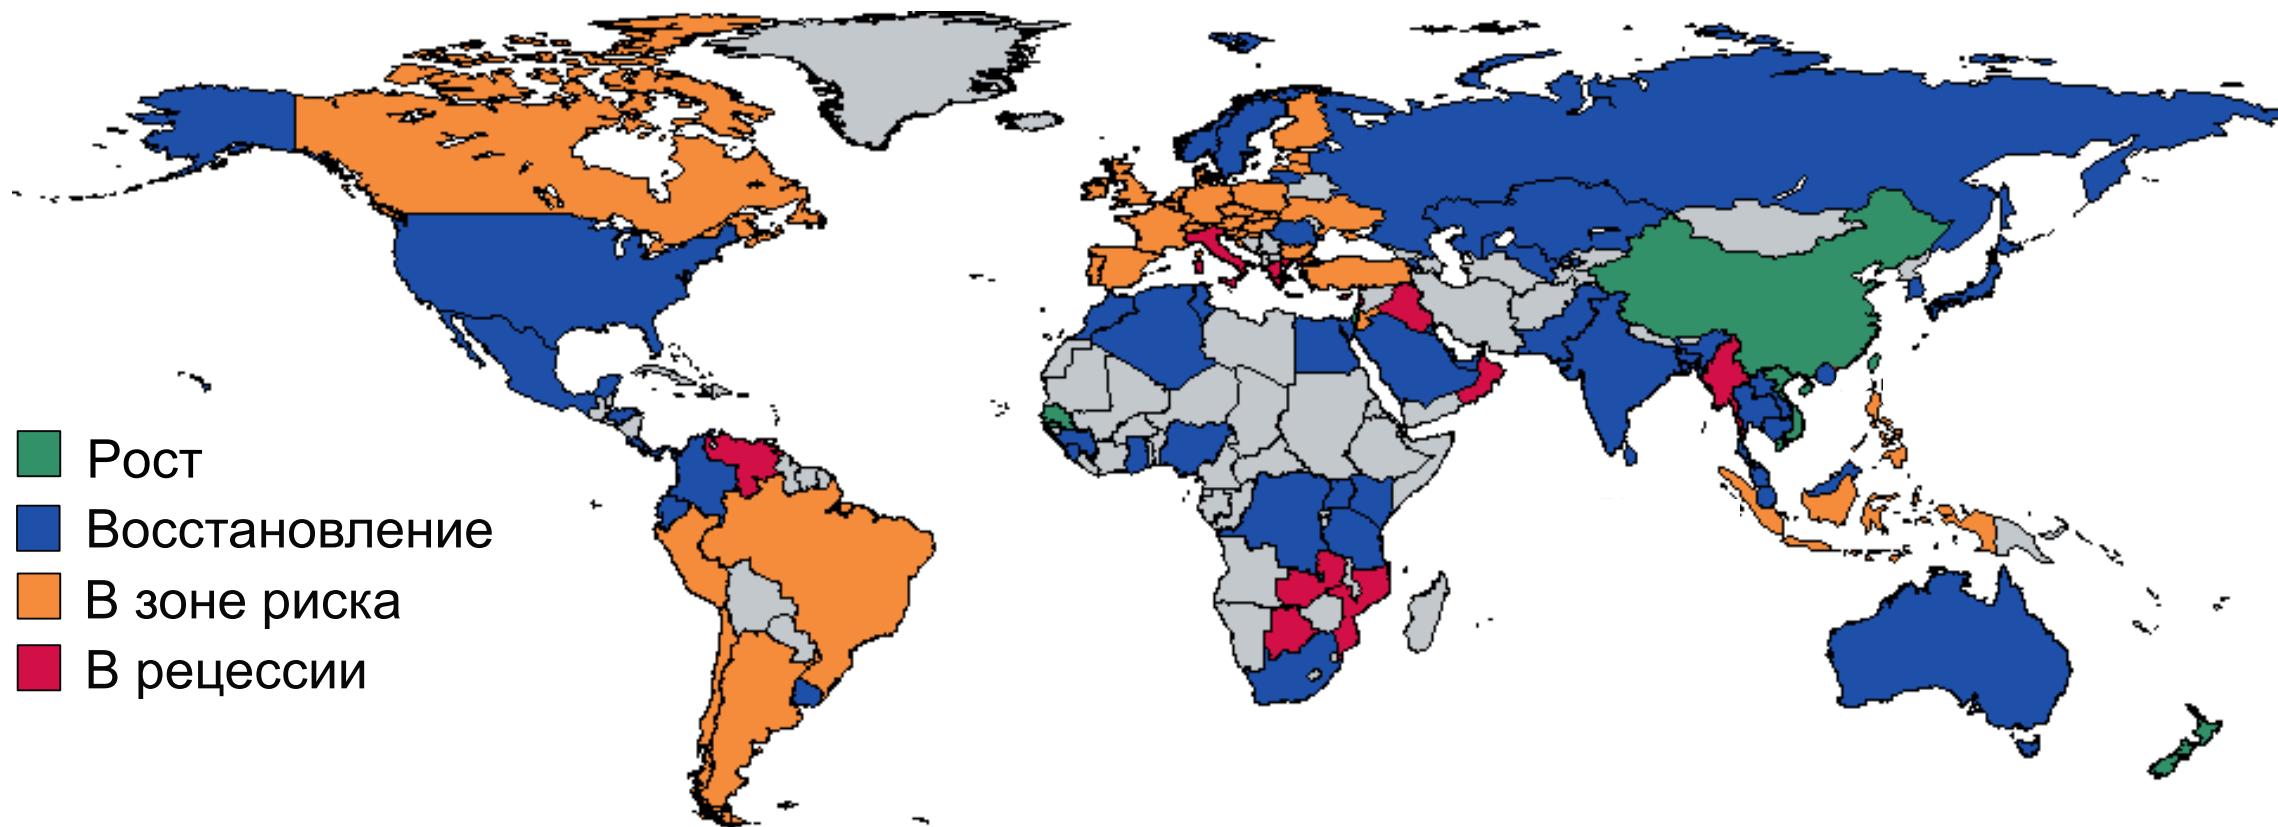 Рост
Восстановление
В зоне риска
В рецессии